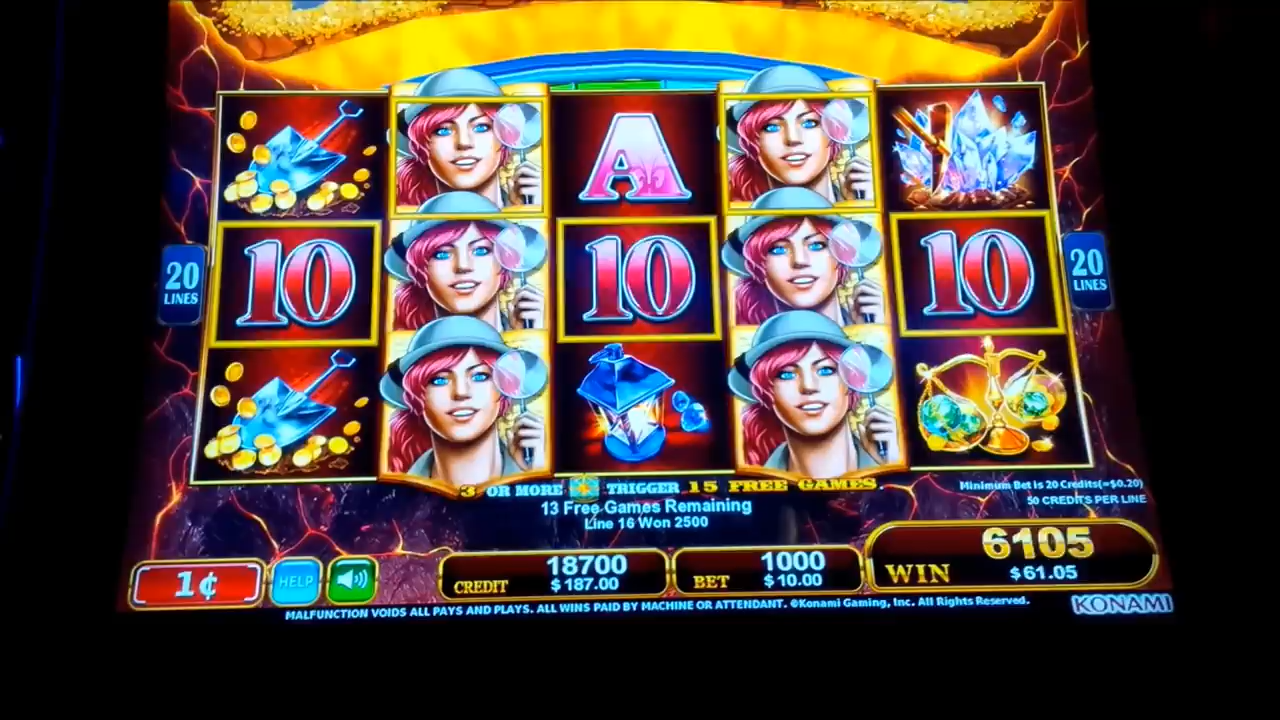 A
10
10
10
20
LINES
20
LINES
3 OR MORE TRIGGER 15 FREE GAMES.
Minimum Bet is 20 Credits(=$0.20)
50 CREDITS PER LINE
13 Free Games Remaining
Line 16 Won 2500
1¢
HELP
CREDIT
18700
$187.00
BET
1000
$10.00
WIN
6105
$61.05
MALFUNCTION VOIDS ALL PAYS AND PLAYS. ALL WINS PAID BY MACHINE OR ATTENDANT. ©Konami Gaming, Inc. All Rights Reserved.
KONAMI